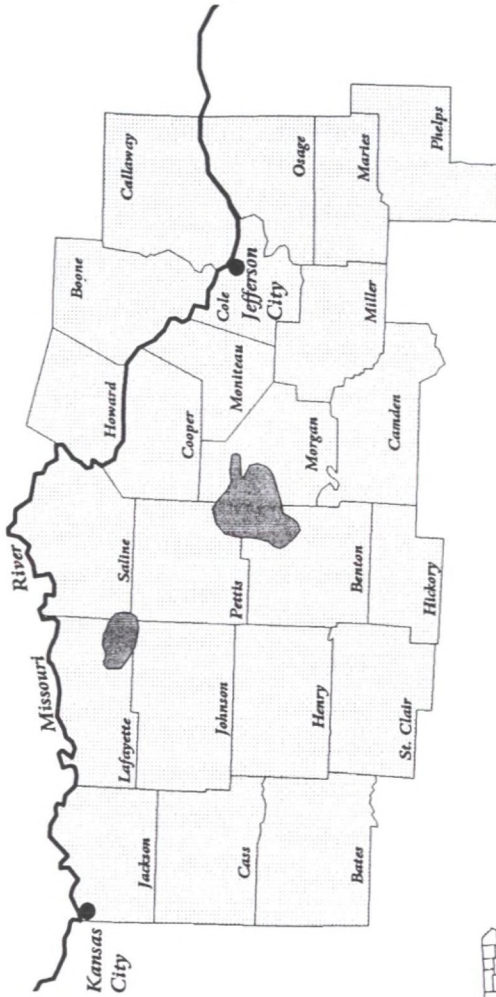 Missouri
River
Kansas
City
Jefferson
City
Jackson
Lafayette
Saline
Howard
Boone
Callaway
Cass
Johnson
Pettis
Cooper
Moniteau
Cole
Osage
Bates
Henry
Benton
Morgan
Miller
Maries
St. Clair
Hickory
Camden
Phelps